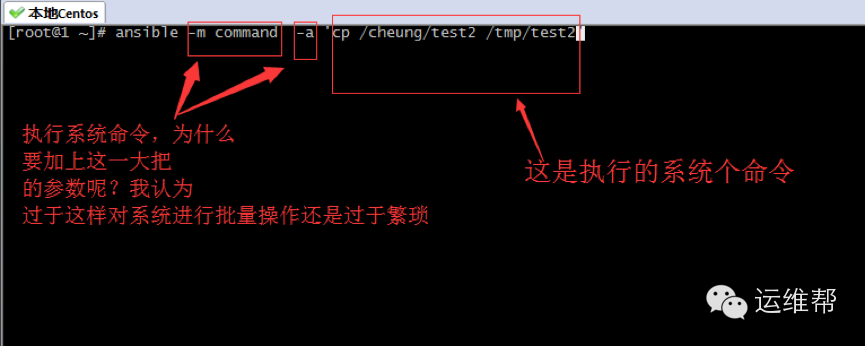 本地Centos
[root@1 ~]# ansible -m command  -a 'cp /cheung/test2 /tmp/test2'
执行系统命令，为什么
要加上这一大把
的参数呢？我认为
过于这样对系统进行批量操作还是过于繁琐
这是执行的系统个命令
运维帮